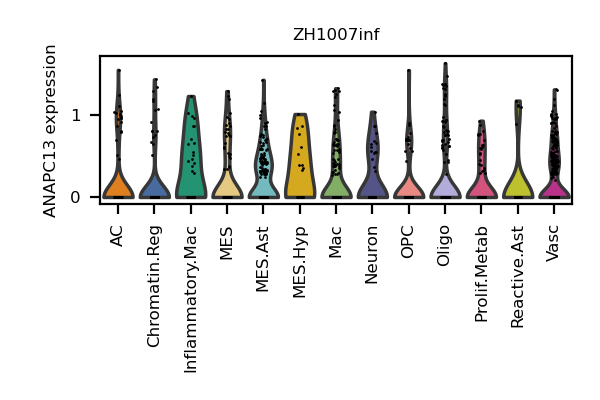 ZH1007inf
ANAPC13 expression
1
0
AC
Chromatin.Reg
Inflammatory.Mac
MES
MES.Ast
MES.Hyp
Mac
Neuron
OPC
Oligo
Prolif.Metab
Reactive.Ast
Vasc